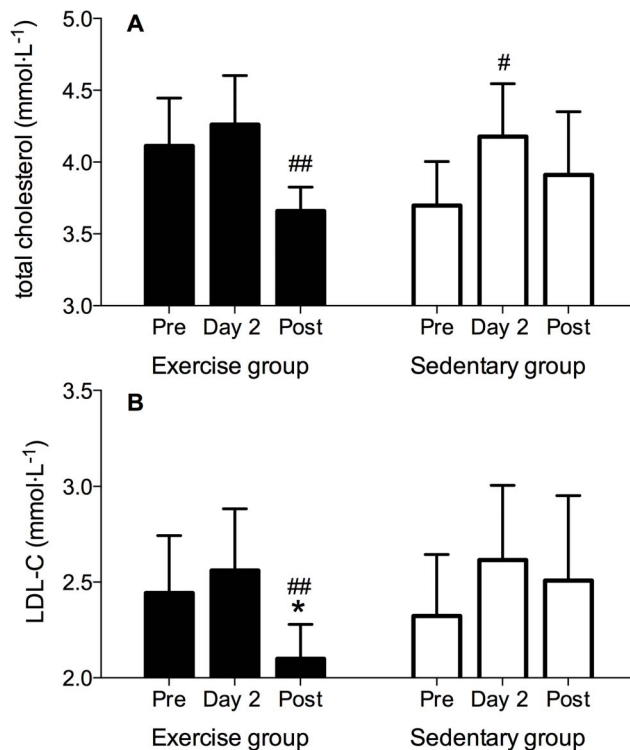 A
total cholesterol (mmol·L⁻¹)
5.0
4.5
4.0
3.5
3.0
##
#
Pre Day 2 Post Pre Day 2 Post
Exercise group Sedentary group
B
LDL-C (mmol·L⁻¹)
3.5
3.0
2.5
2.0
##
*
Pre Day 2 Post Pre Day 2 Post
Exercise group Sedentary group